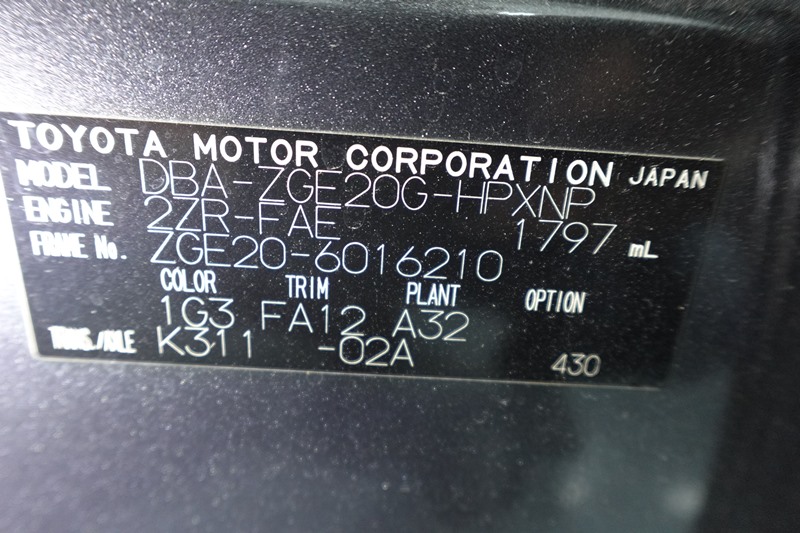 TOYOTA MOTOR CORPORATION JAPAN
MODEL DBA-ZGE20G-HPXNP
ENGINE 2ZR-FAE 1797 mL
FRAME No. ZGE20-6016210
COLOR TRIM PLANT OPTION
1G3 FA12 A32
TRANS./AXLE K311 -02A 430